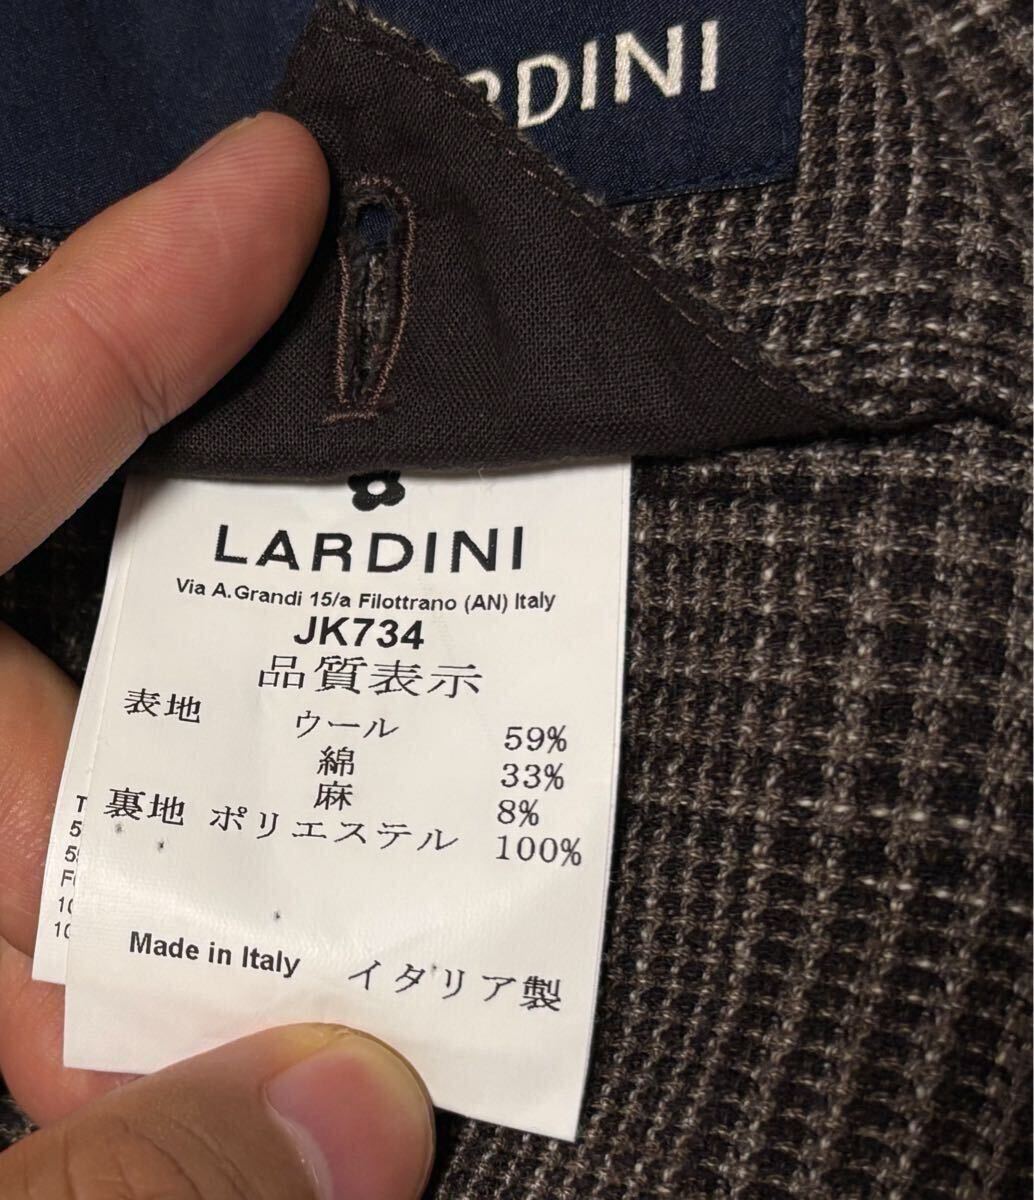 RDINI
LARDINI
Via A.Grandi 15/a Filottrano (AN) Italy
JK734
品質表示
表地 ウール 59%
綿 33%
麻 8%
裏地 ポリエステル 100%
Made in Italy イタリア製